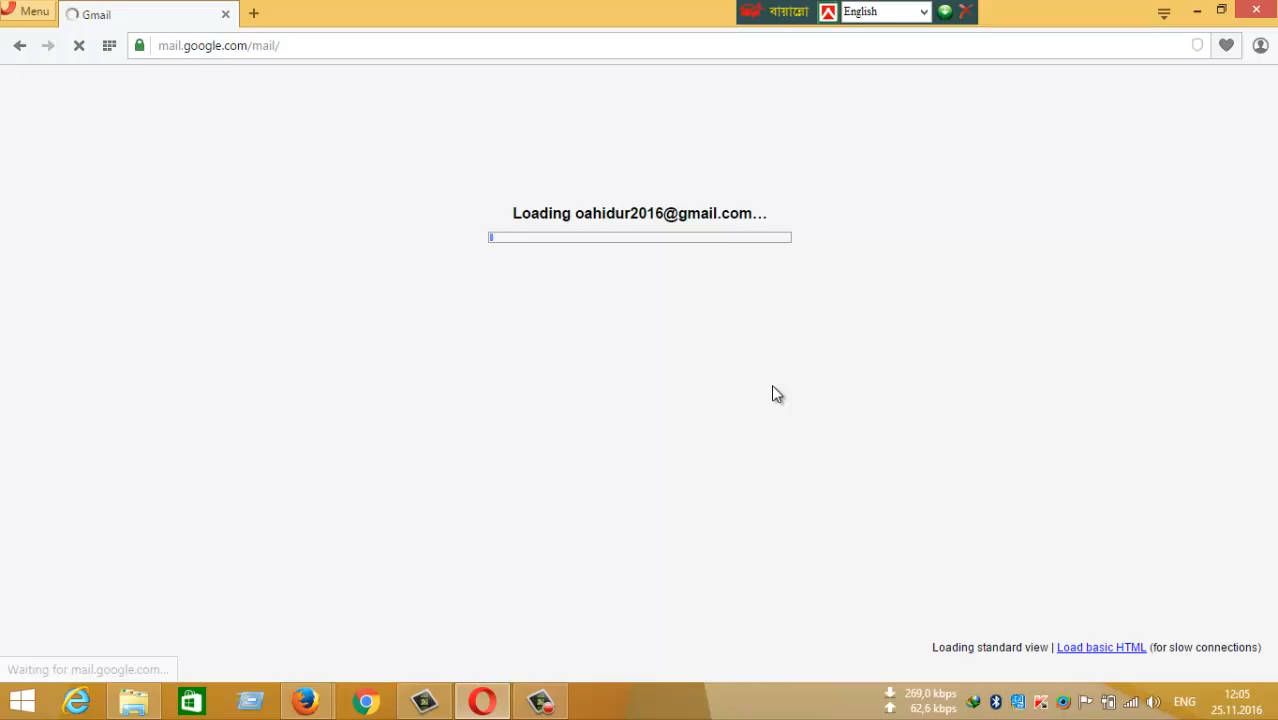 Menu
Gmail
বায়ান্নো
English
mail.google.com/mail/
Loading oahidur2016@gmail.com…
Loading standard view | Load basic HTML (for slow connections)
Waiting for mail.google.com...
269,0 kbps
62,6 kbps
ENG
12:05
25.11.2016